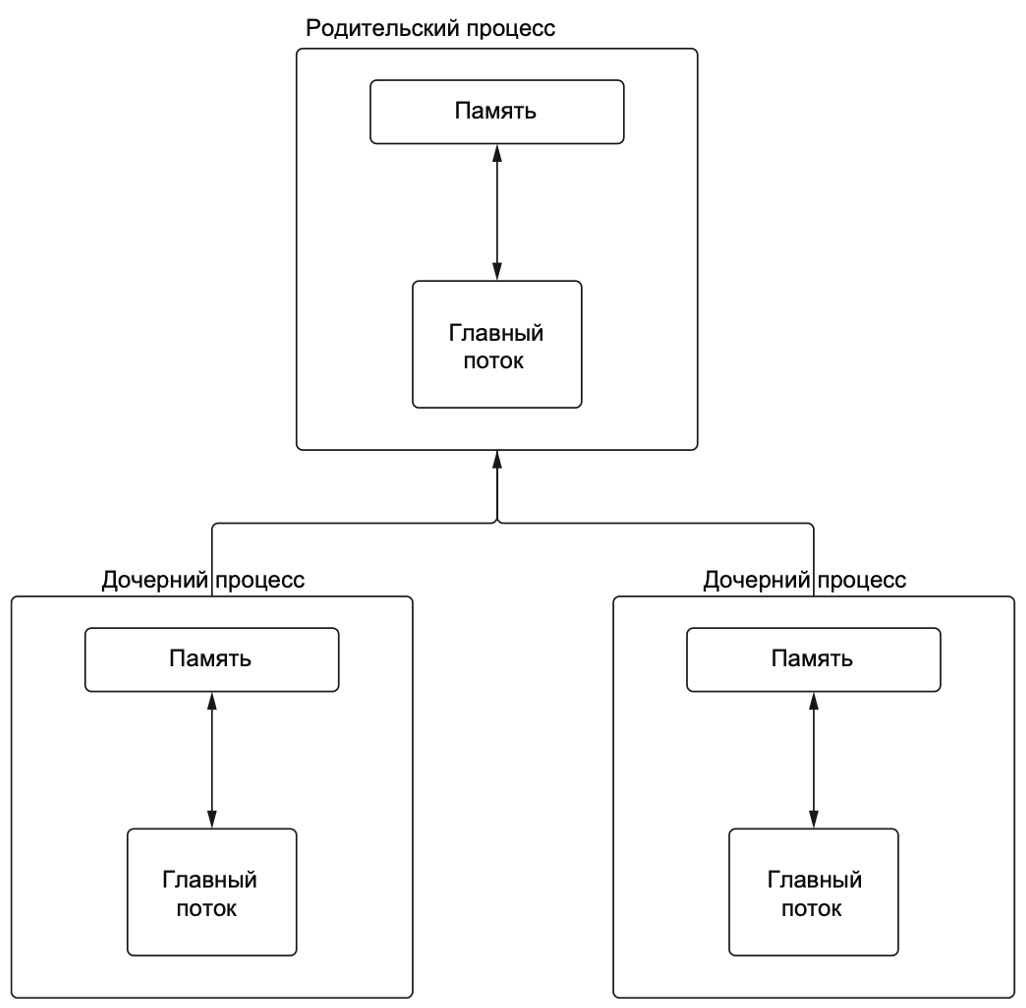 Родительский процесс
Память
Главный
поток
Дочерний процесс
Память
Главный
поток
Дочерний процесс
Память
Главный
поток